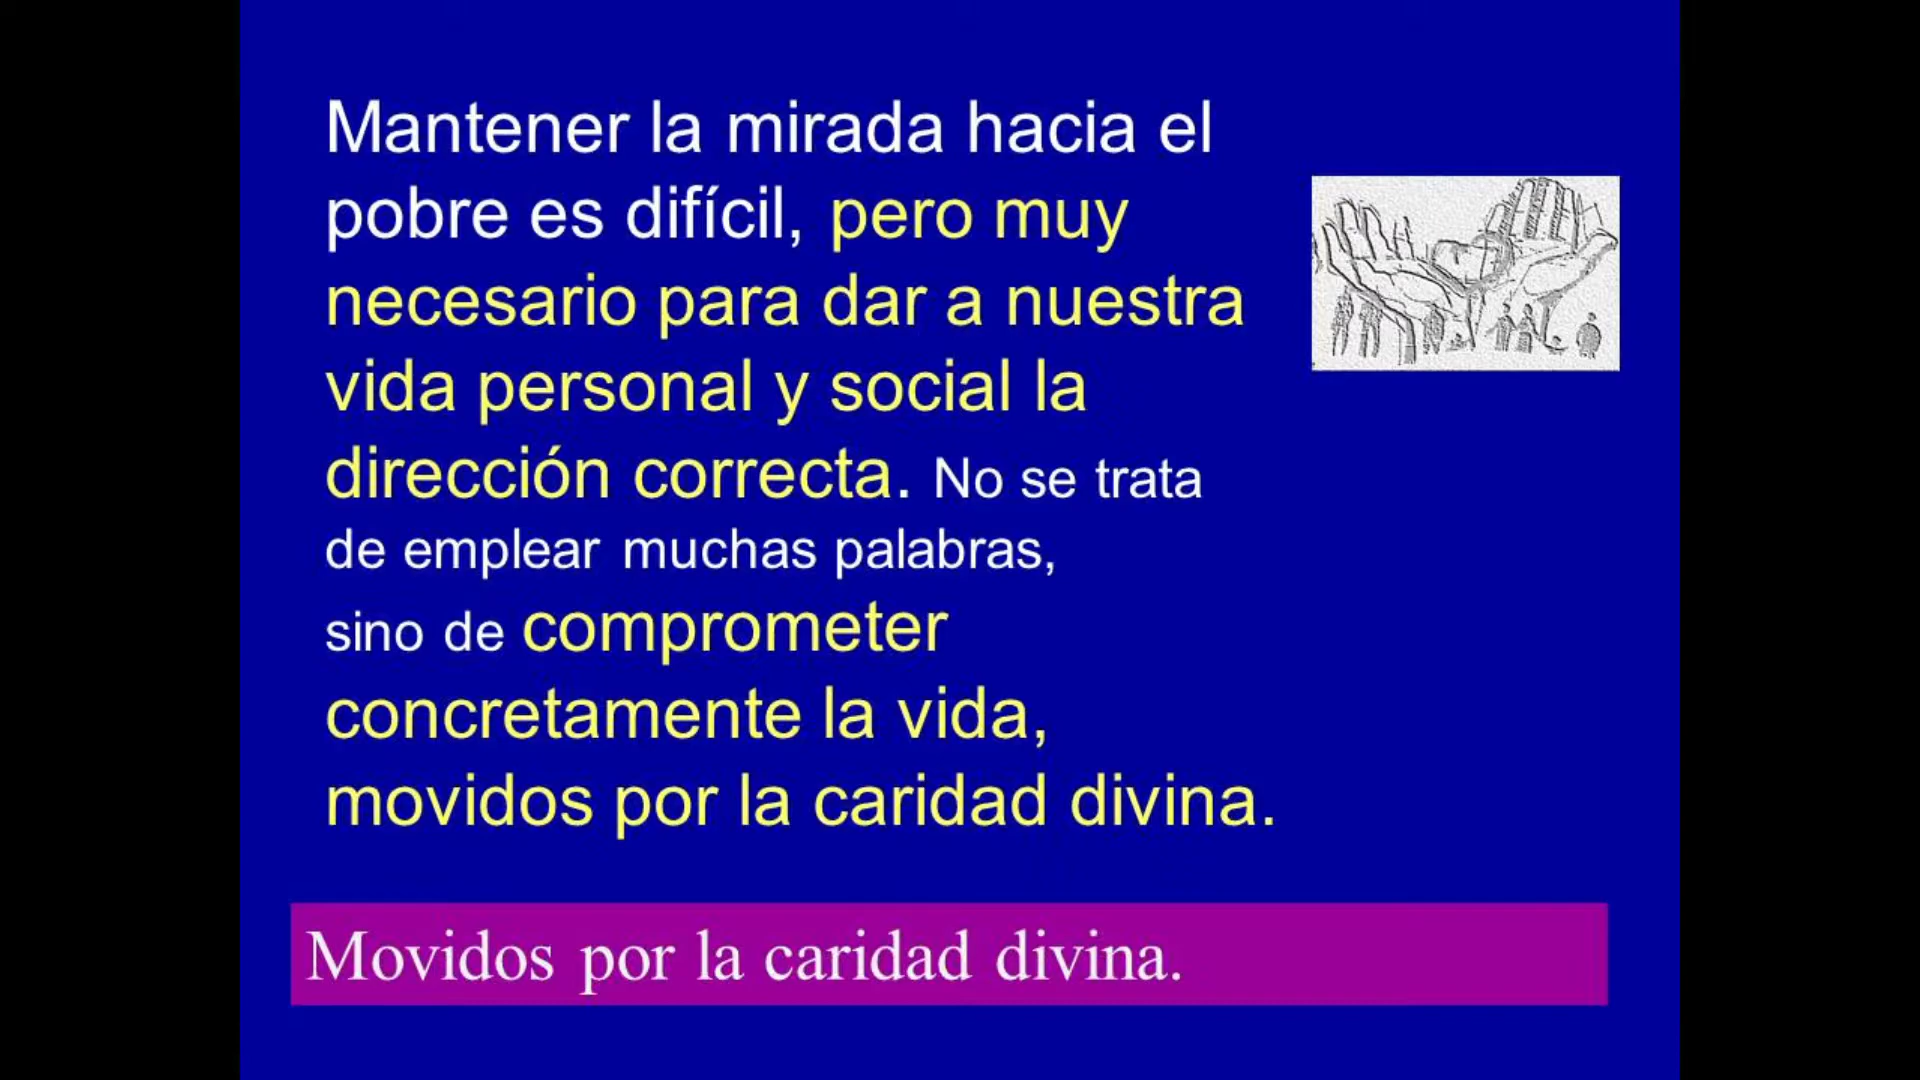 Mantener la mirada hacia el
pobre es difícil, pero muy
necesario para dar a nuestra
vida personal y social la
dirección correcta. No se trata
de emplear muchas palabras,
sino de comprometer
concretamente la vida,
movidos por la caridad divina.
Movidos por la caridad divina.